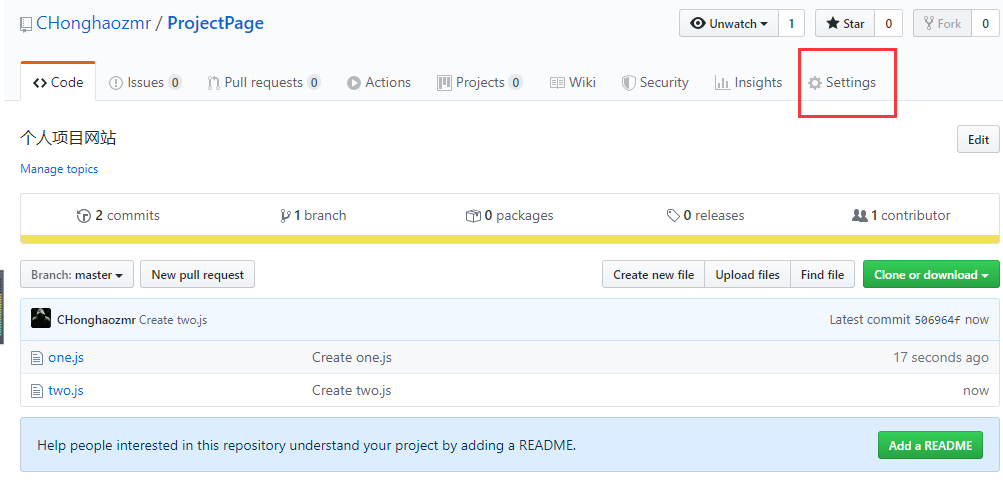 CHonghaozmr / ProjectPage Unwatch 1 Star 0 Fork 0
Code Issues 0 Pull requests 0 Actions Projects 0 Wiki Security Insights Settings
个人项目网站 Edit
Manage topics
2 commits 1 branch 0 packages 0 releases 1 contributor
Branch: master New pull request Create new file Upload files Find file Clone or download
CHonghaozmr Create two.js Latest commit 506964f now
one.js Create one.js 17 seconds ago
two.js Create two.js now
Help people interested in this repository understand your project by adding a README. Add a README